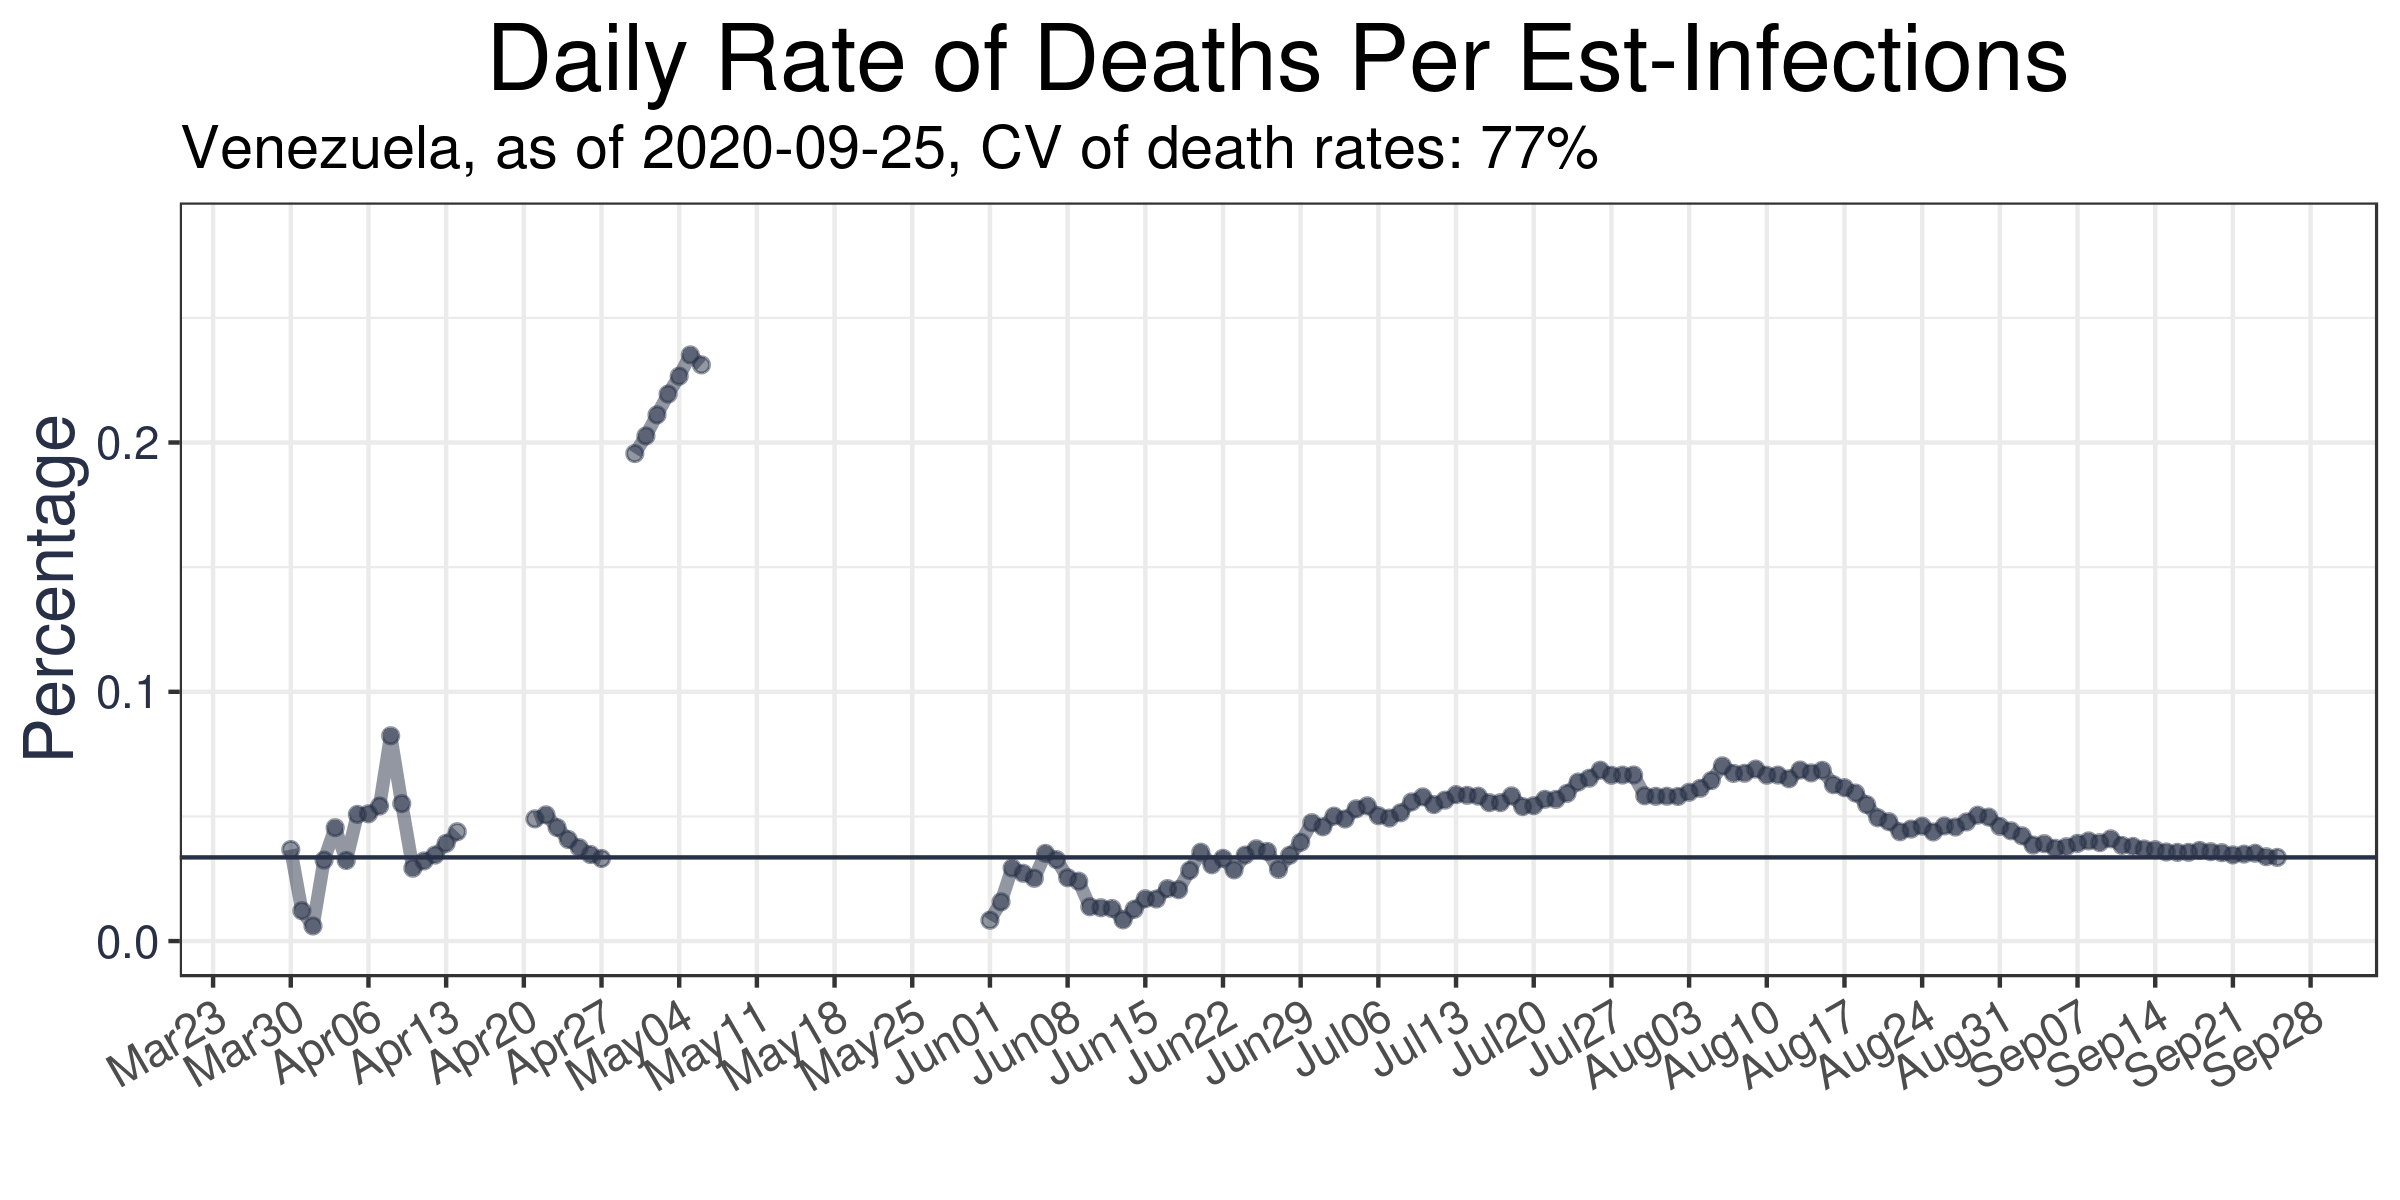 Daily Rate of Deaths Per Est-Infections
Venezuela, as of 2020-09-25, CV of death rates: 77%
Percentage
0.2
0.1
0.0
Mar23
Mar30
Apr06
Apr13
Apr20
Apr27
May04
May11
May18
May25
Jun01
Jun08
Jun15
Jun22
Jun29
Jul06
Jul13
Jul20
Jul27
Aug03
Aug10
Aug17
Aug24
Aug31
Sep07
Sep14
Sep21
Sep28